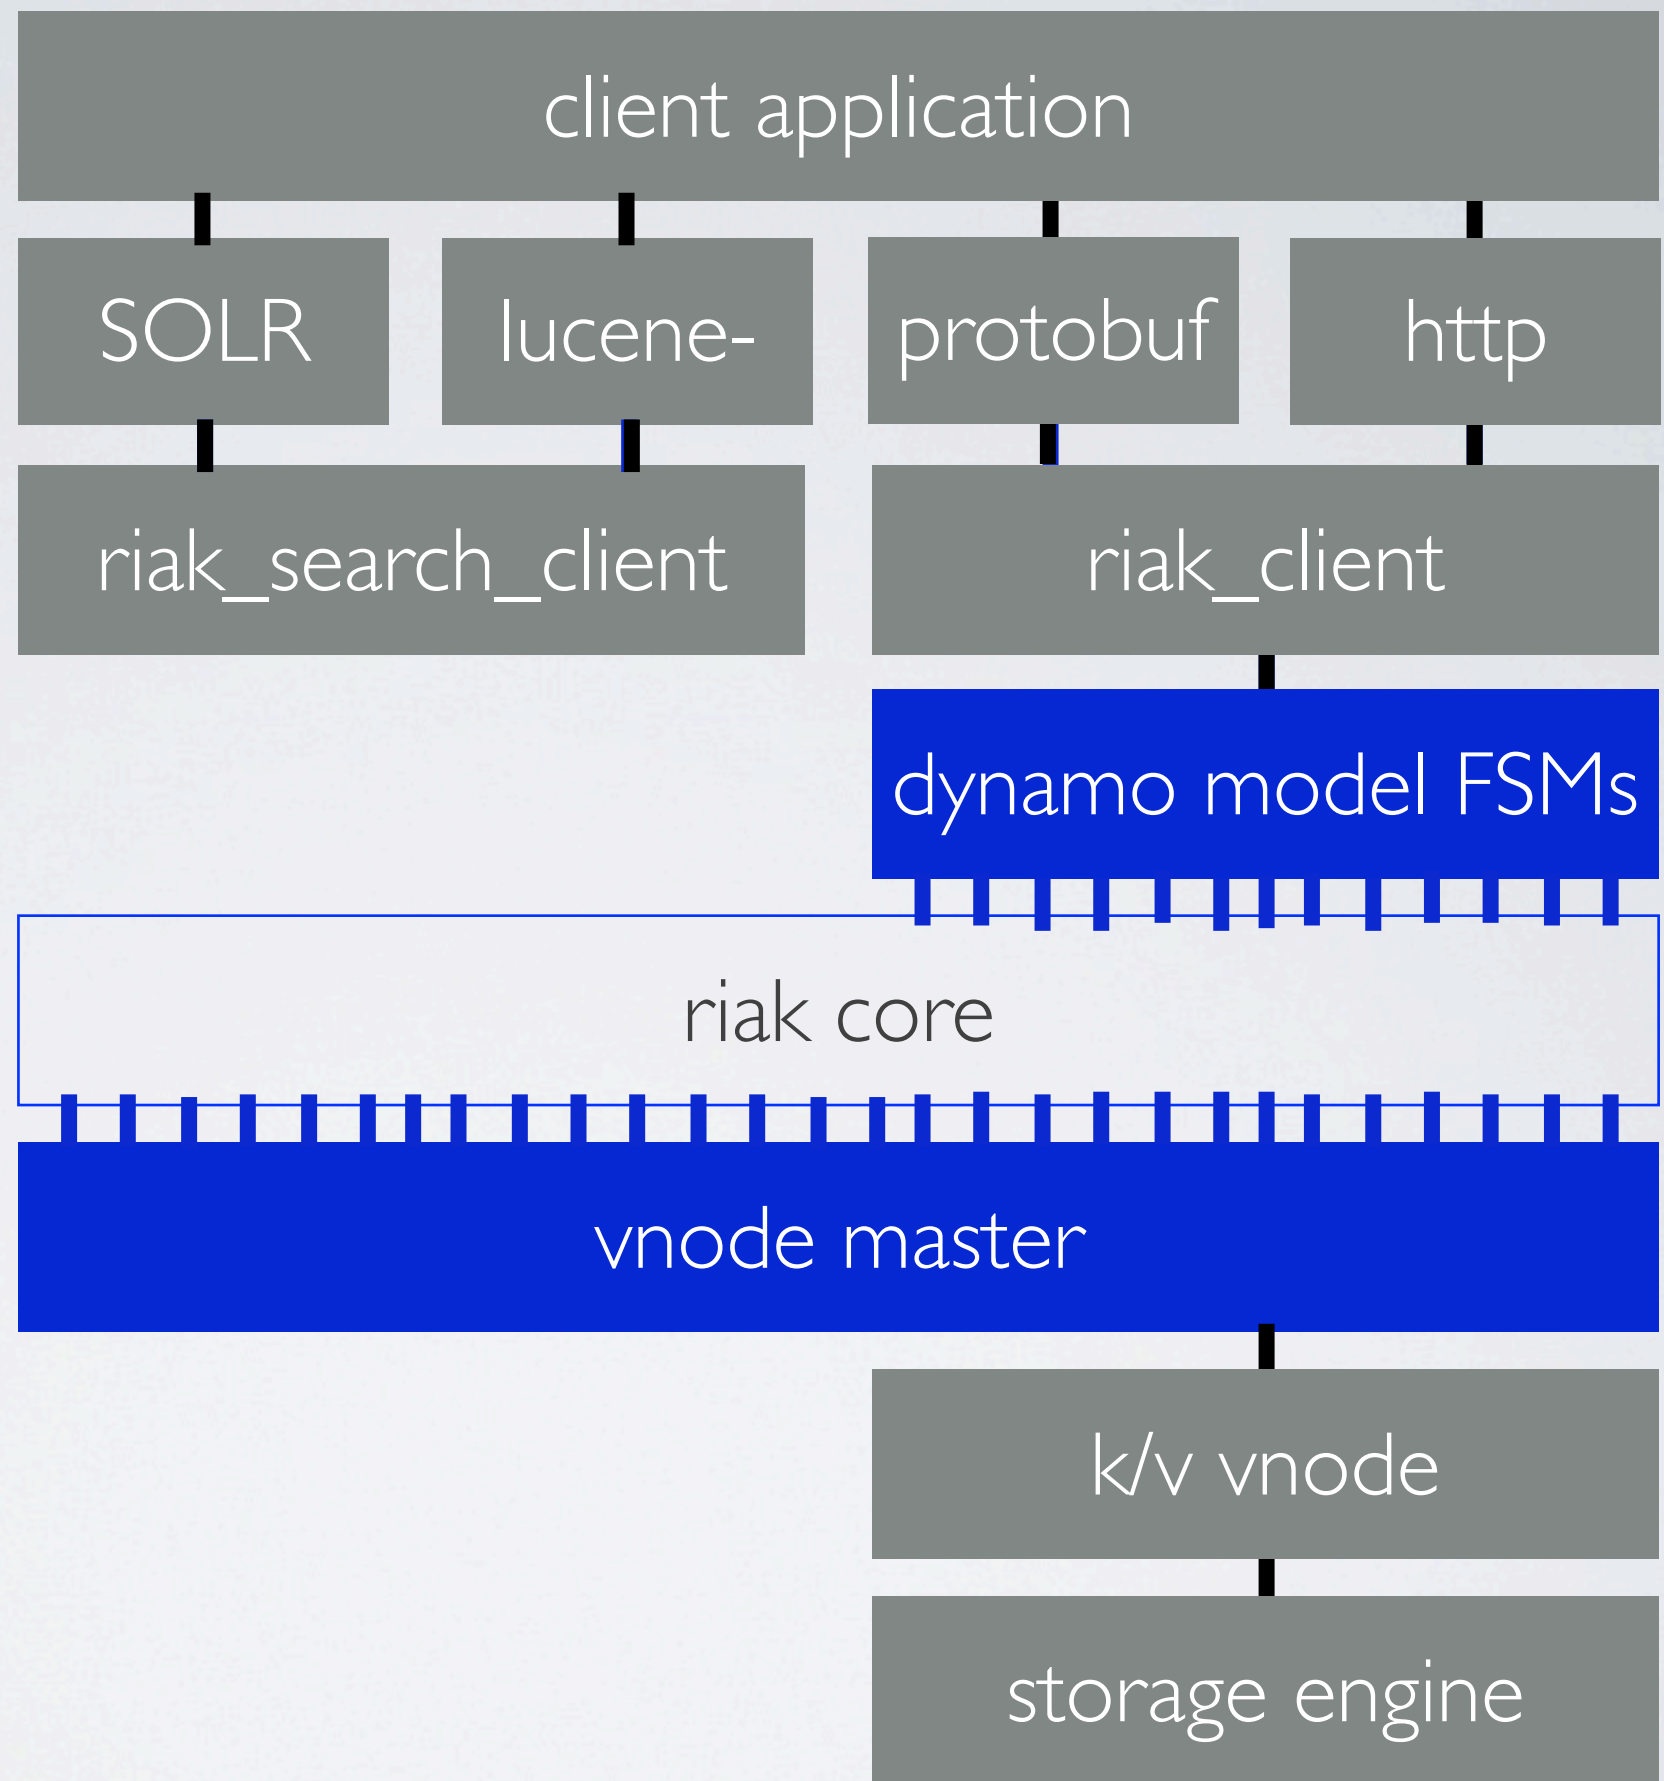 client application
SOLR
lucene-
protobuf
http
riak_search_client
riak_client
dynamo model FSMs
riak core
vnode master
k/v vnode
storage engine